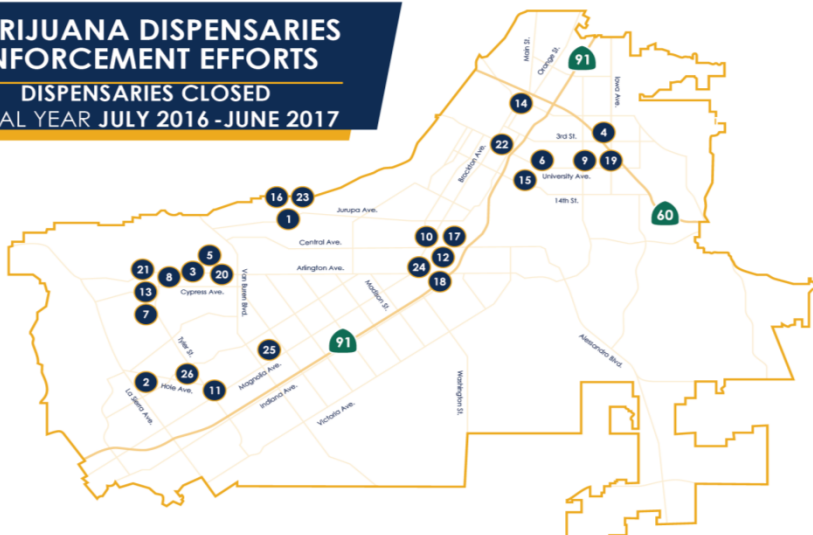 RIJUANA DISPENSARIES
NFORCEMENT EFFORTS
DISPENSARIES CLOSED
AL YEAR JULY 2016 - JUNE 2017
Main St.
Orange St.
91
Iowa Ave.
14
3rd St.
4
22
Brockton Ave.
6
9
19
15
University Ave.
14th St.
60
16
23
1
Jurupa Ave.
10
17
Central Ave.
12
5
21
8
3
20
Arlington Ave.
24
18
13
Cypress Ave.
Van Buren Blvd.
Madison St.
7
Tyler St.
91
25
Alessandro Blvd.
2
26
11
Hole Ave.
Magnolia Ave.
La Sierra Ave.
Indiana Ave.
Victoria Ave.
Washington St.